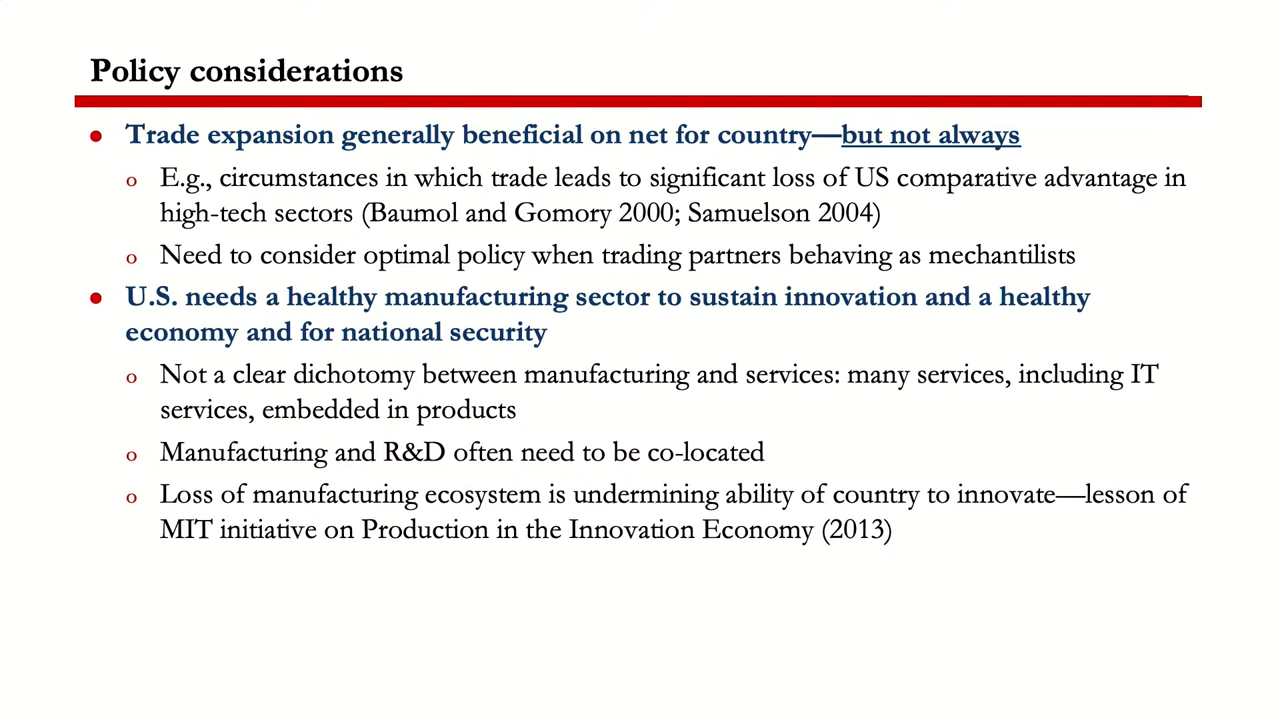 Policy considerations
● Trade expansion generally beneficial on net for country—but not always
o E.g., circumstances in which trade leads to significant loss of US comparative advantage in
high-tech sectors (Baumol and Gomory 2000; Samuelson 2004)
o Need to consider optimal policy when trading partners behaving as mechantilists
● U.S. needs a healthy manufacturing sector to sustain innovation and a healthy
economy and for national security
o Not a clear dichotomy between manufacturing and services: many services, including IT
services, embedded in products
o Manufacturing and R&D often need to be co-located
o Loss of manufacturing ecosystem is undermining ability of country to innovate—lesson of
MIT initiative on Production in the Innovation Economy (2013)